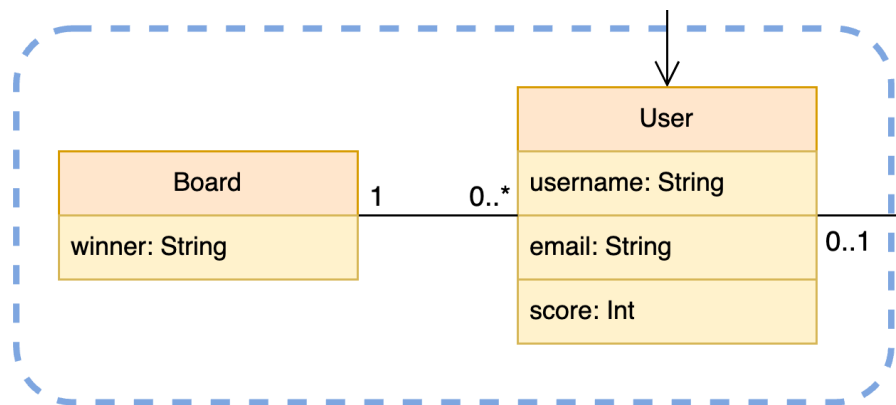 User
Board
username: String
1
0..*
winner: String
email: String
0..1
score: Int